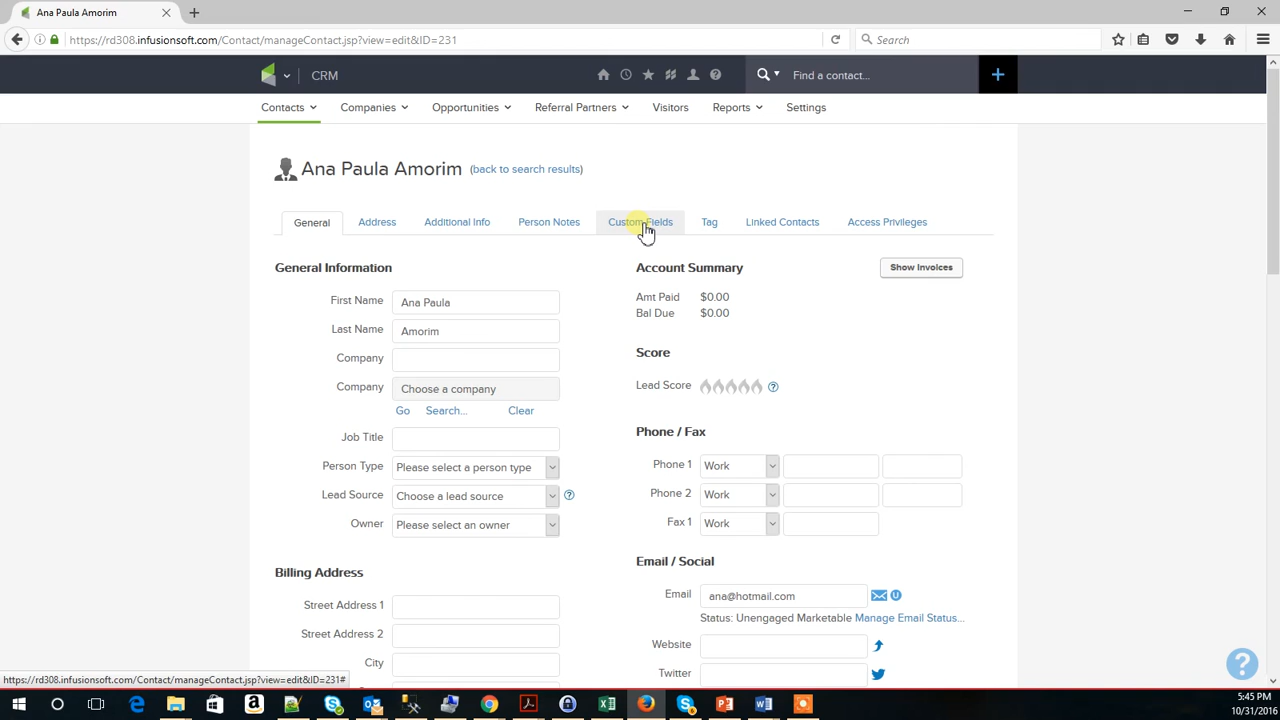 Ana Paula Amorim
https://rd308.infusionsoft.com/Contact/manageContact.jsp?view=edit&ID=231
Search
CRM
Find a contact...
Contacts Companies Opportunities Referral Partners Visitors Reports Settings
Ana Paula Amorim (back to search results)
General Address Additional Info Person Notes Custom Fields Tag Linked Contacts Access Privileges
General Information
First Name Ana Paula
Last Name Amorim
Company
Company Choose a company
Go Search... Clear
Job Title
Person Type Please select a person type
Lead Source Choose a lead source
Owner Please select an owner
Billing Address
Street Address 1
Street Address 2
City
Account Summary Show Invoices
Amt Paid $0.00
Bal Due $0.00
Score
Lead Score
Phone / Fax
Phone 1 Work
Phone 2 Work
Fax 1 Work
Email / Social
Email ana@hotmail.com
Status: Unengaged Marketable Manage Email Status...
Website
Twitter
https://rd308.infusionsoft.com/Contact/manageContact.jsp?view=edit&ID=231#
5:45 PM
10/31/2016